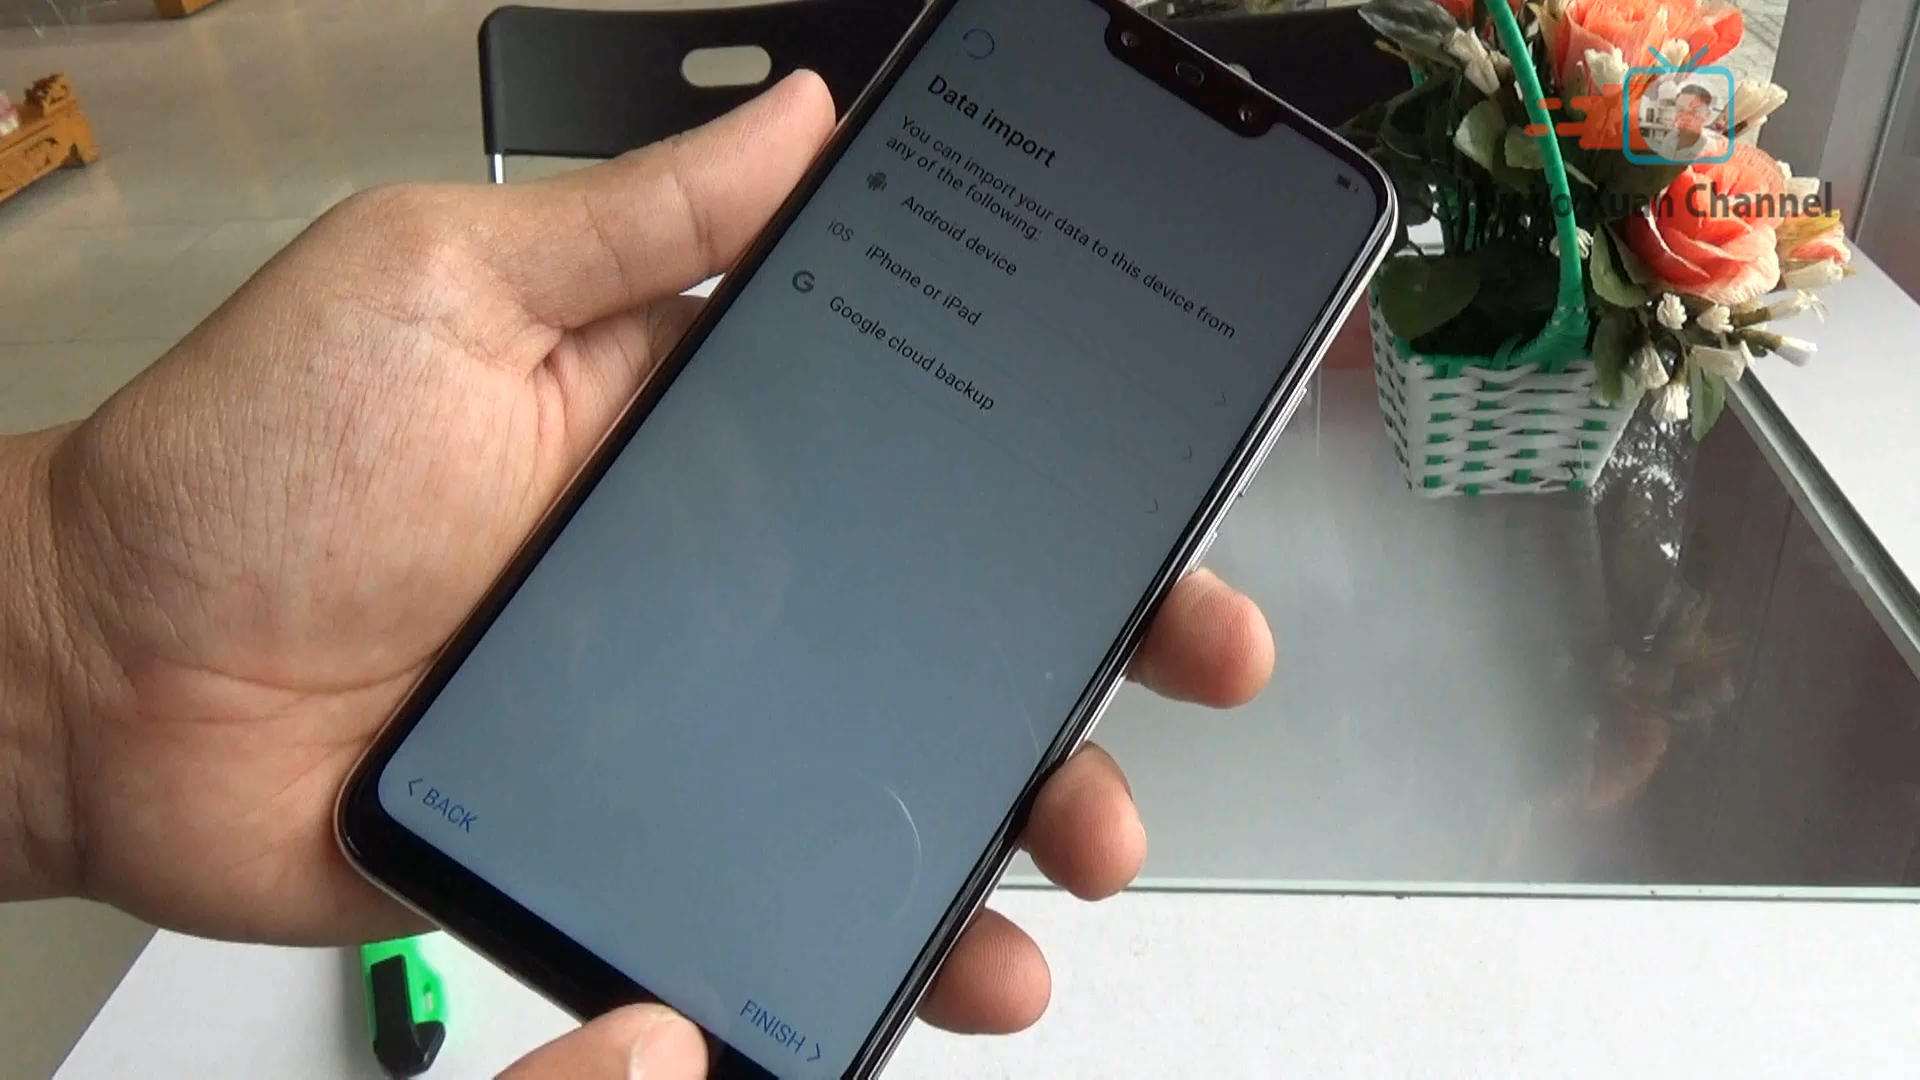 Data import
You can import your data to this device from
any of the following:
Android device
iOS iPhone or iPad
G Google cloud backup
< BACK
FINISH >
Xuan Channel